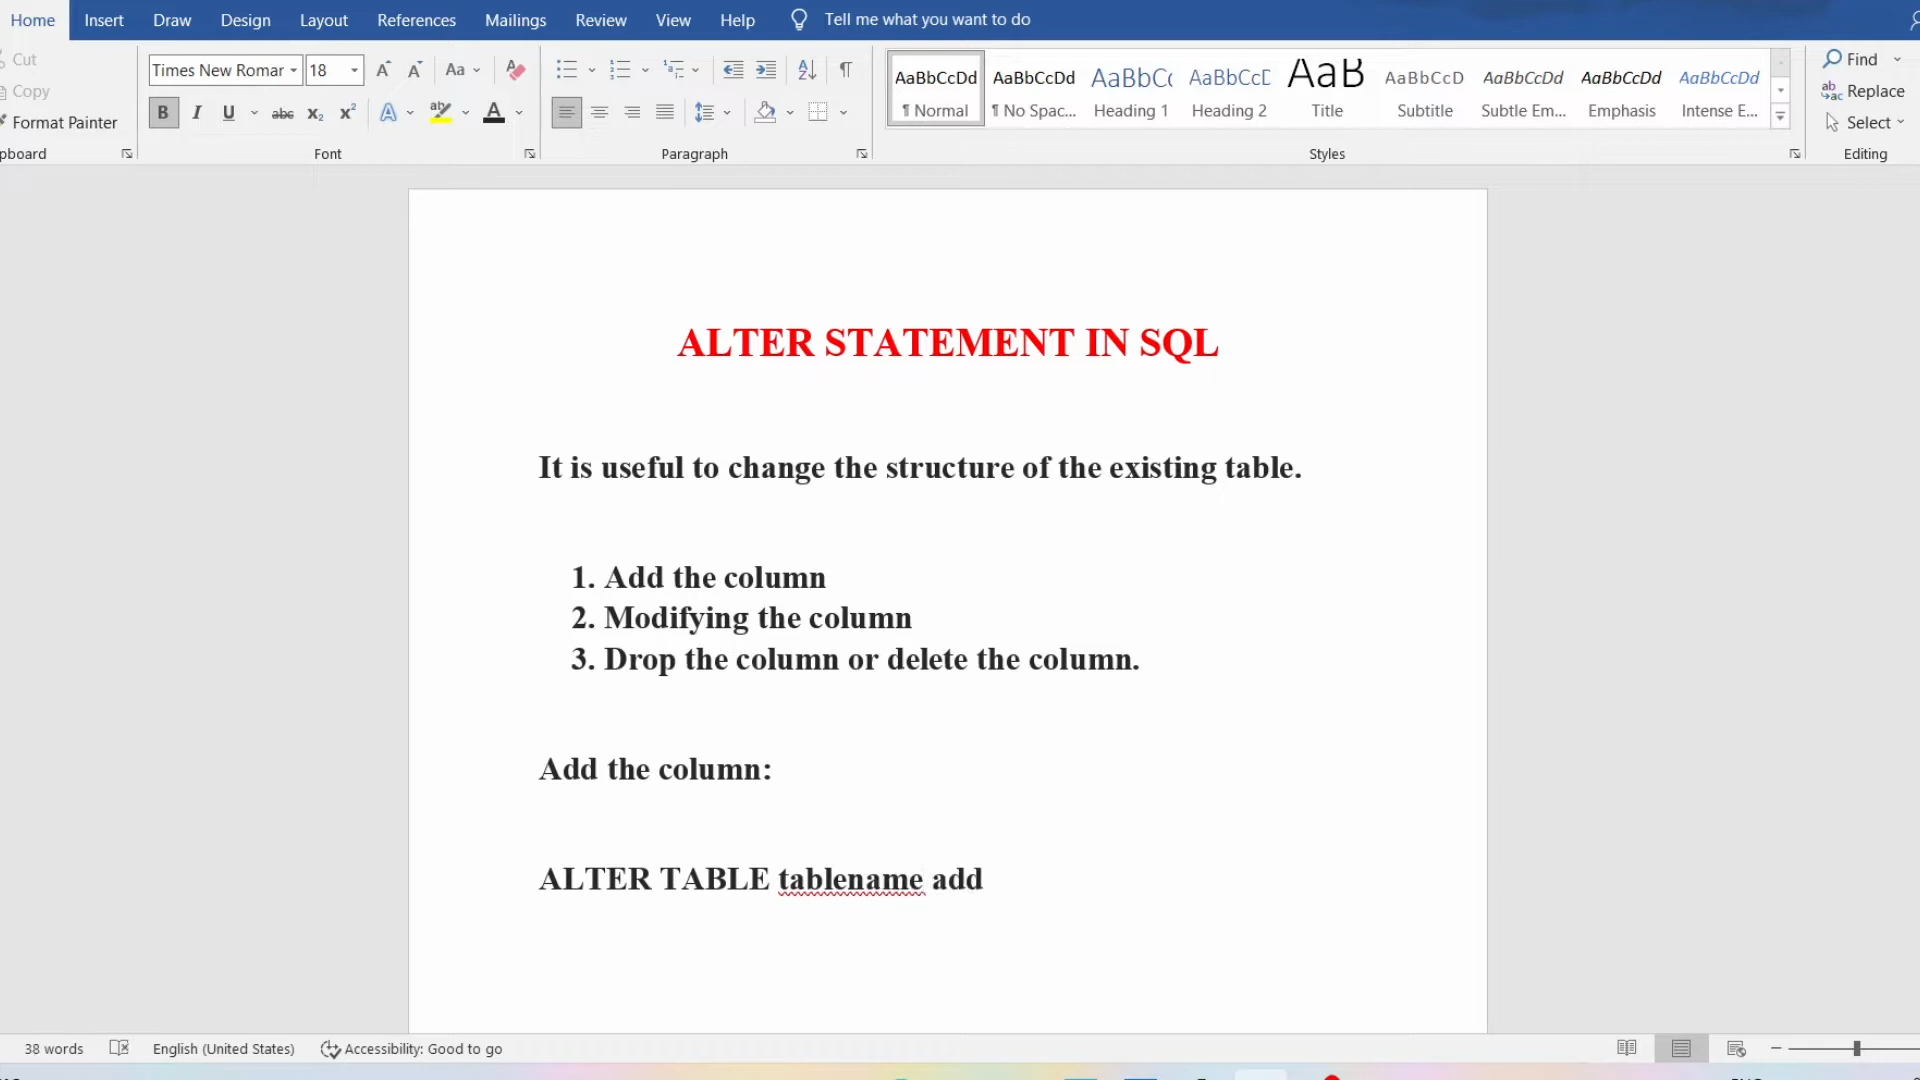 Home Insert Draw Design Layout References Mailings Review View Help Tell me what you want to do
Cut
Copy
Format Painter
pboard
Times New Romar 18
Font
Paragraph
AaBbCcDd AaBbCcDd AaBbCc AaBbCcD AaB AaBbCcD AaBbCcDd AaBbCcDd AaBbCcDd
¶ Normal ¶ No Spac... Heading 1 Heading 2 Title Subtitle Subtle Em... Emphasis Intense E...
Styles
Find
Replace
Select
Editing
ALTER STATEMENT IN SQL
It is useful to change the structure of the existing table.
1. Add the column
2. Modifying the column
3. Drop the column or delete the column.
Add the column:
ALTER TABLE tablename add
38 words English (United States) Accessibility: Good to go